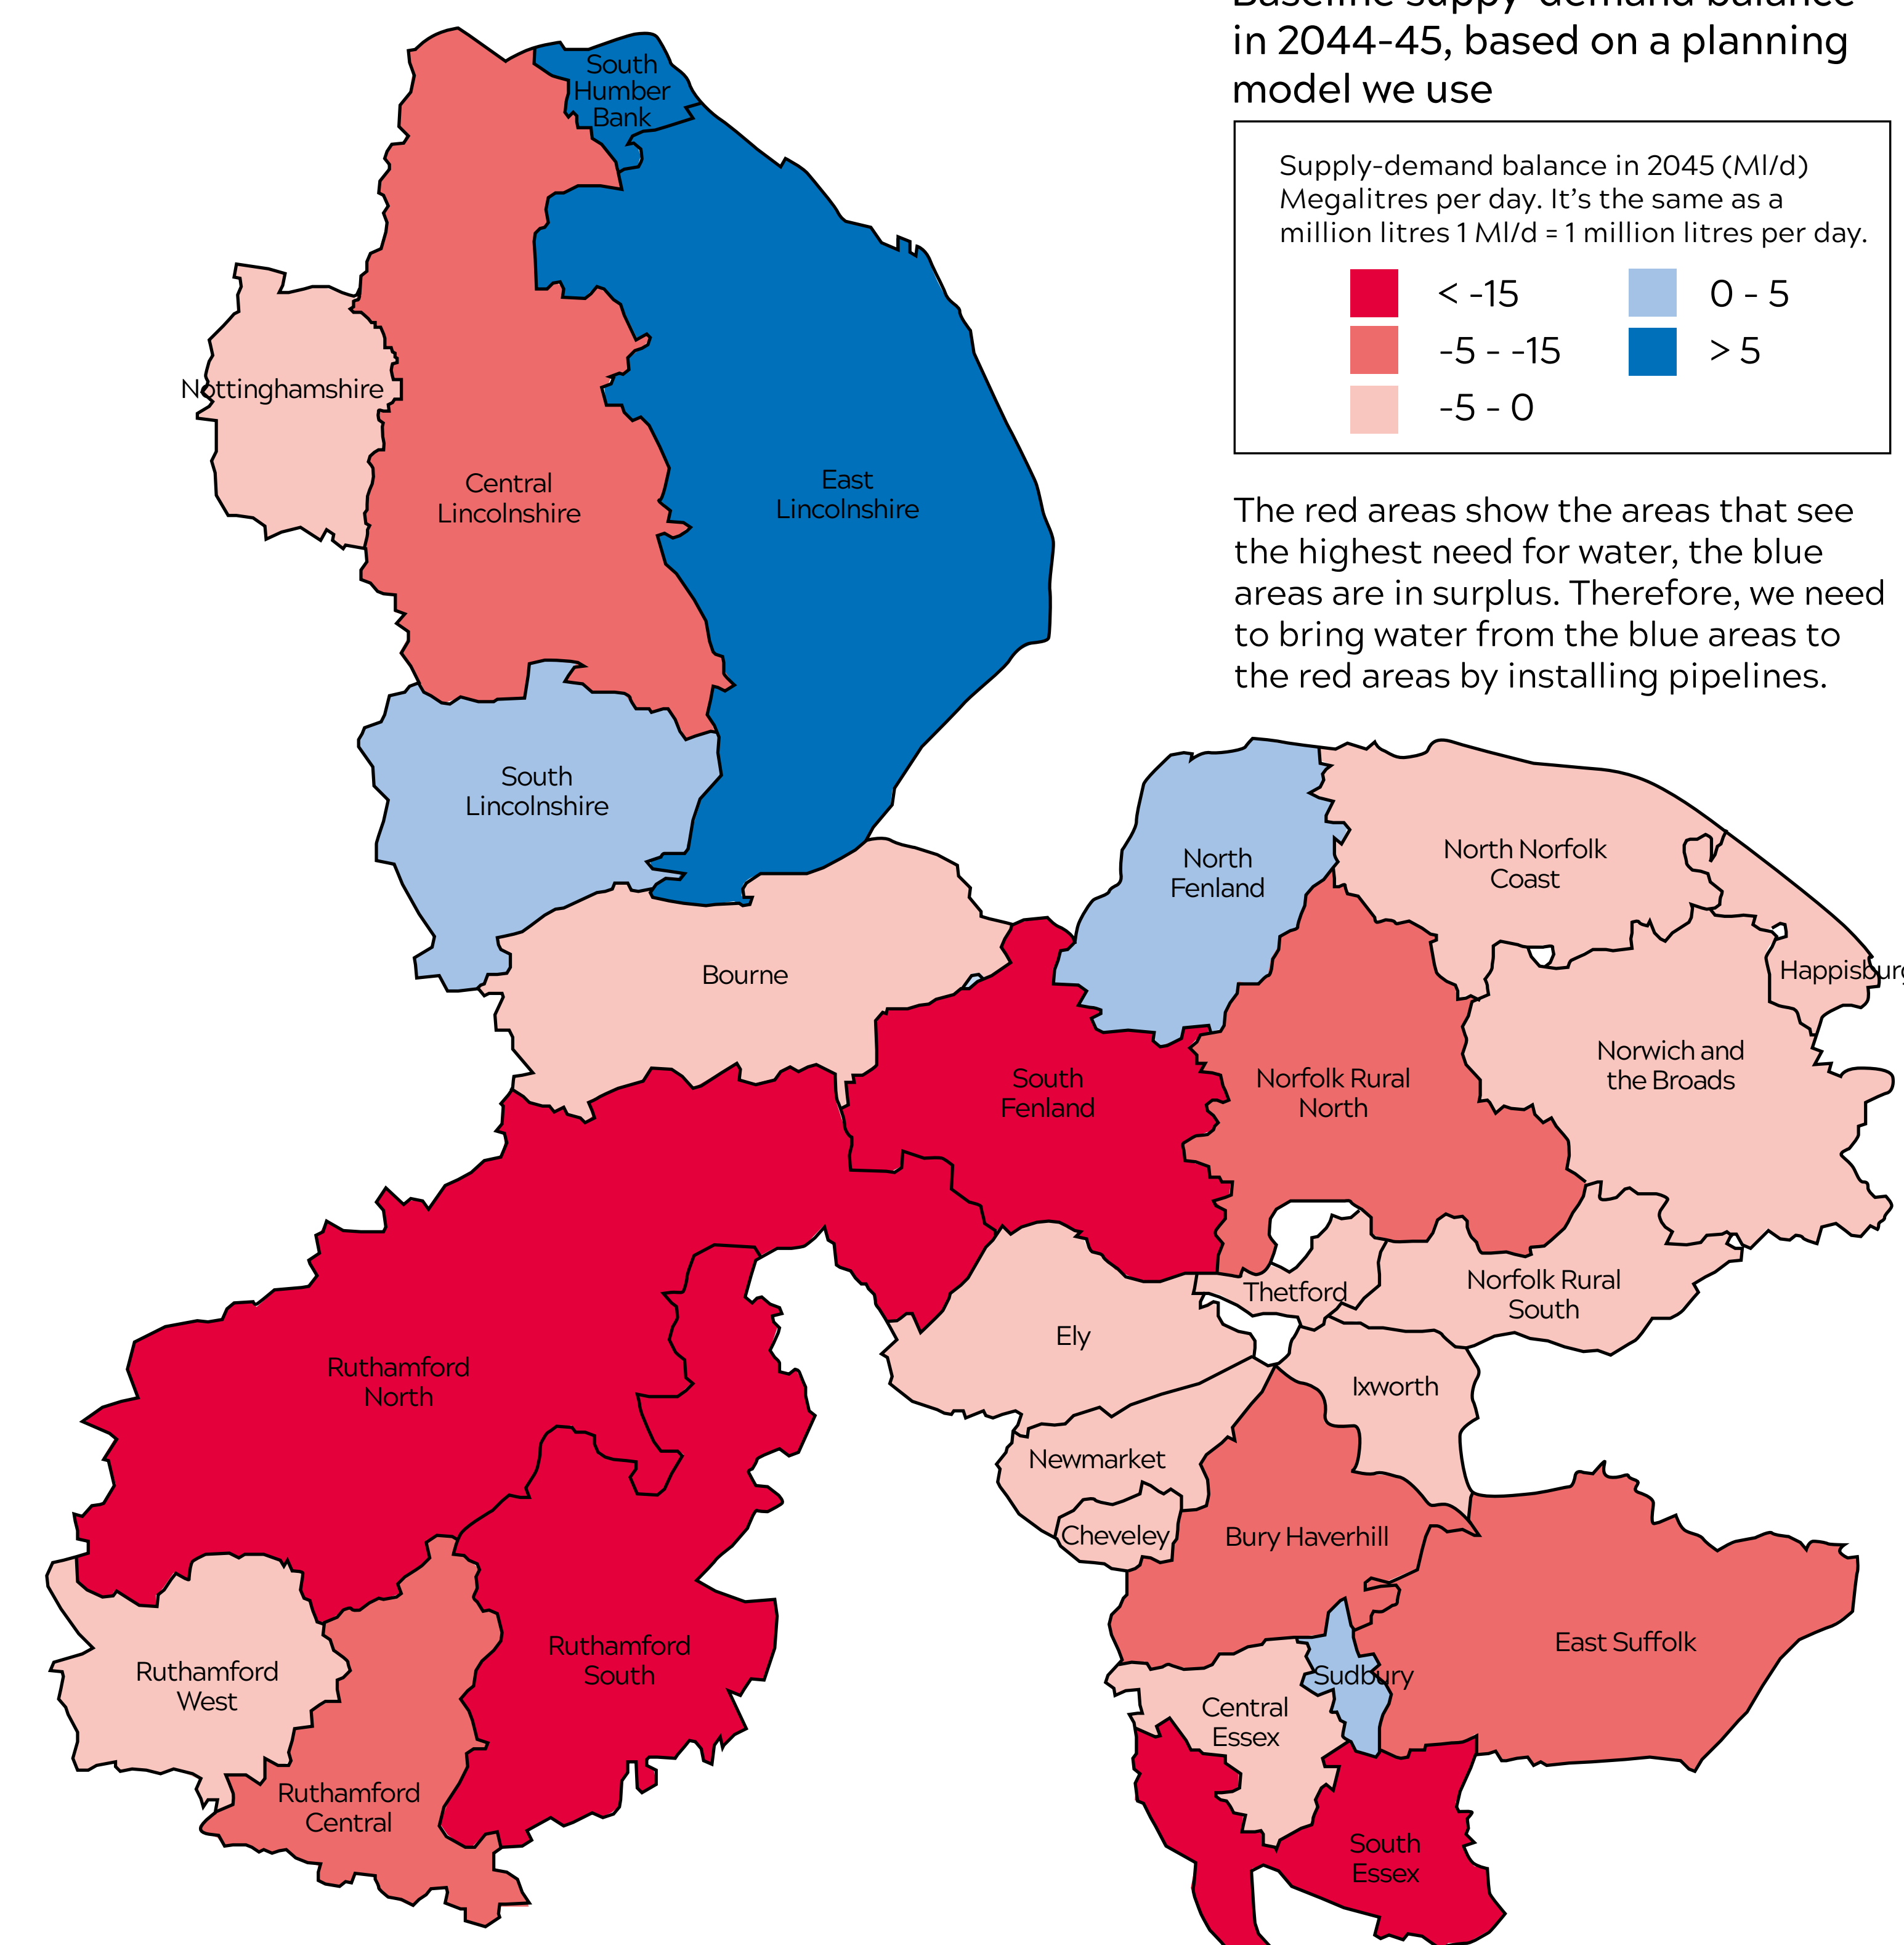 Baseline supply-demand balance
in 2044-45, based on a planning
model we use
Supply-demand balance in 2045 (Ml/d)
Megalitres per day. It's the same as a
million litres 1 Ml/d = 1 million litres per day.
< -15
0 - 5
-5 - -15
> 5
-5 - 0
The red areas show the areas that see
the highest need for water, the blue
areas are in surplus. Therefore, we need
to bring water from the blue areas to
the red areas by installing pipelines.
South
Humber
Bank
Nottinghamshire
Central
Lincolnshire
East
Lincolnshire
South
Lincolnshire
North
Fenland
North Norfolk
Coast
Bourne
Happisburg
Norwich and
the Broads
South
Fenland
Norfolk Rural
North
Thetford
Norfolk Rural
South
Ely
Ruthamford
North
Ixworth
Newmarket
Cheveley
Bury Haverhill
East Suffolk
Ruthamford
South
Ruthamford
West
Sudbury
Central
Essex
Ruthamford
Central
South
Essex